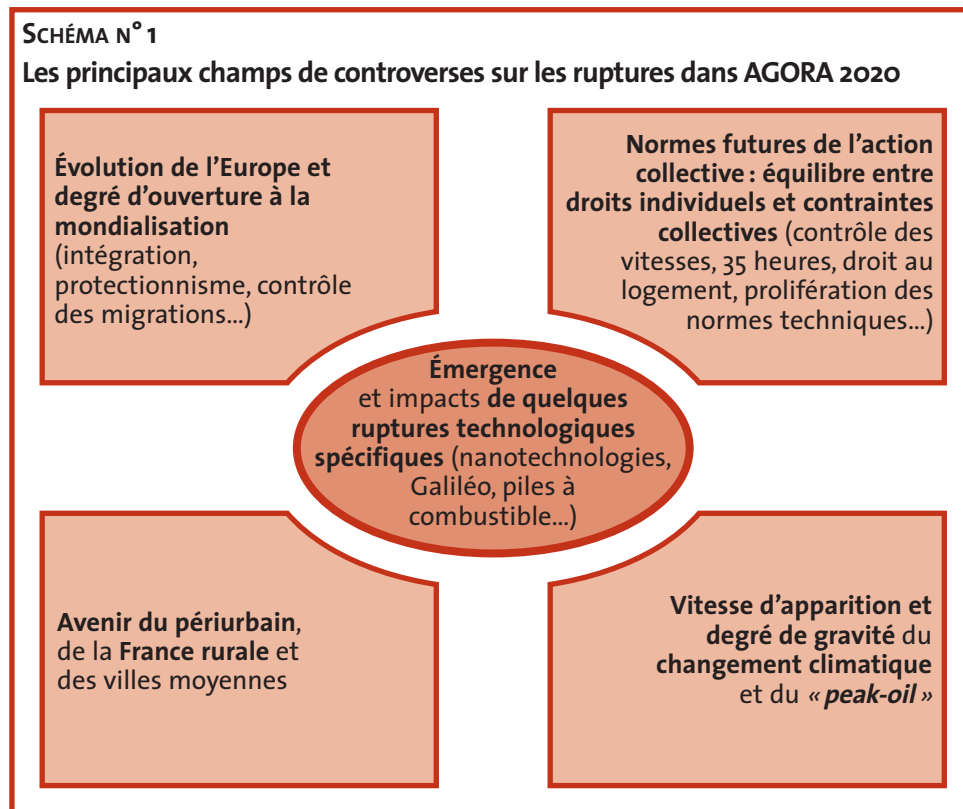 SCHÉMA N° 1
Les principaux champs de controverses sur les ruptures dans AGORA 2020
Évolution de l'Europe et
degré d'ouverture à la
mondialisation
(intégration,
protectionnisme, contrôle
des migrations...)
Normes futures de l'action
collective : équilibre entre
droits individuels et contraintes
collectives (contrôle des
vitesses, 35 heures, droit au
logement, prolifération des
normes techniques...)
Émergence
et impacts de quelques
ruptures technologiques
spécifiques (nanotechnologies,
Galiléo, piles à
combustible...)
Avenir du périurbain,
de la France rurale et
des villes moyennes
Vitesse d'apparition et
degré de gravité du
changement climatique
et du « peak-oil »